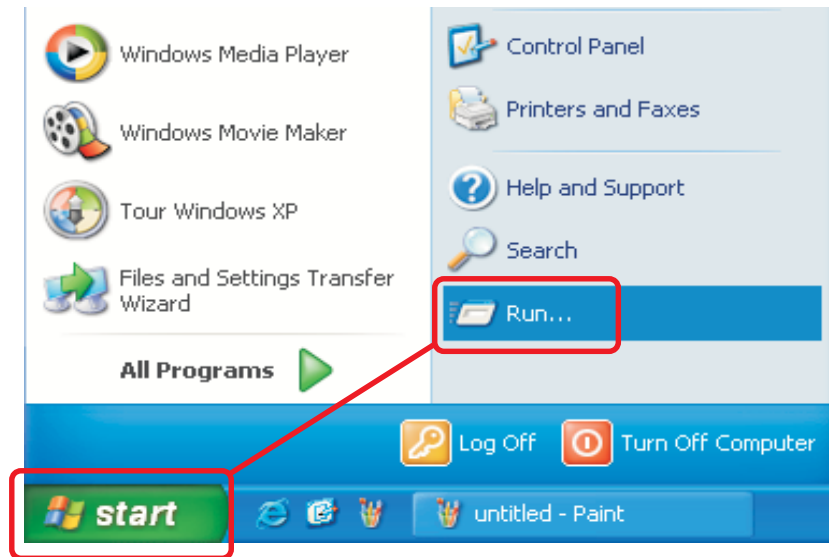 Windows Media Player
Windows Movie Maker
Tour Windows XP
Files and Settings Transfer
Wizard
All Programs
Control Panel
Printers and Faxes
Help and Support
Search
Run...
Log Off
Turn Off Computer
start
untitled - Paint